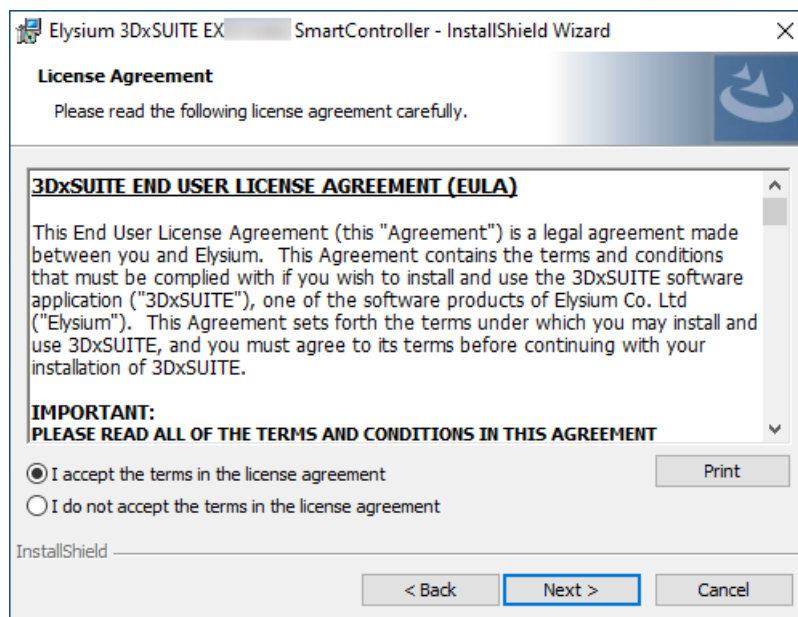 Elysium 3DxSUITE EX SmartController - InstallShield Wizard
License Agreement
Please read the following license agreement carefully.
3DxSUITE END USER LICENSE AGREEMENT (EULA)
This End User License Agreement (this "Agreement") is a legal agreement made
between you and Elysium.  This Agreement contains the terms and conditions
that must be complied with if you wish to install and use the 3DxSUITE software
application ("3DxSUITE"), one of the software products of Elysium Co. Ltd
("Elysium").  This Agreement sets forth the terms under which you may install and
use 3DxSUITE, and you must agree to its terms before continuing with your
installation of 3DxSUITE.
IMPORTANT:
PLEASE READ ALL OF THE TERMS AND CONDITIONS IN THIS AGREEMENT
I accept the terms in the license agreement
Print
I do not accept the terms in the license agreement
InstallShield
< Back
Next >
Cancel